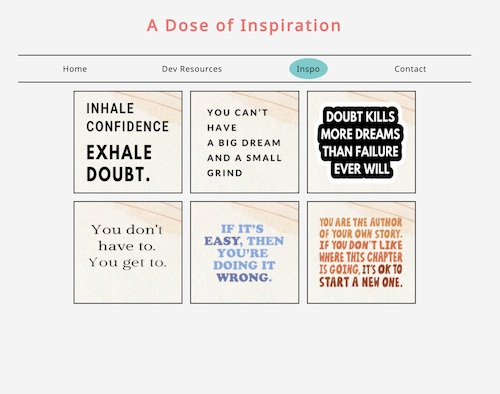 A Dose of Inspiration
Home
Dev Resources
Inspo
Contact
INHALE
CONFIDENCE
EXHALE
DOUBT.
YOU CAN'T
HAVE
A BIG DREAM
AND A SMALL
GRIND
DOUBT KILLS
MORE DREAMS
THAN FAILURE
EVER WILL
You don't
have to.
You get to.
IF IT'S
EASY, THEN
YOU'RE
DOING IT
WRONG.
YOU ARE THE AUTHOR
OF YOUR OWN STORY.
IF YOU DON'T LIKE
WHERE THIS CHAPTER
IS GOING, IT'S OK TO
START A NEW ONE.